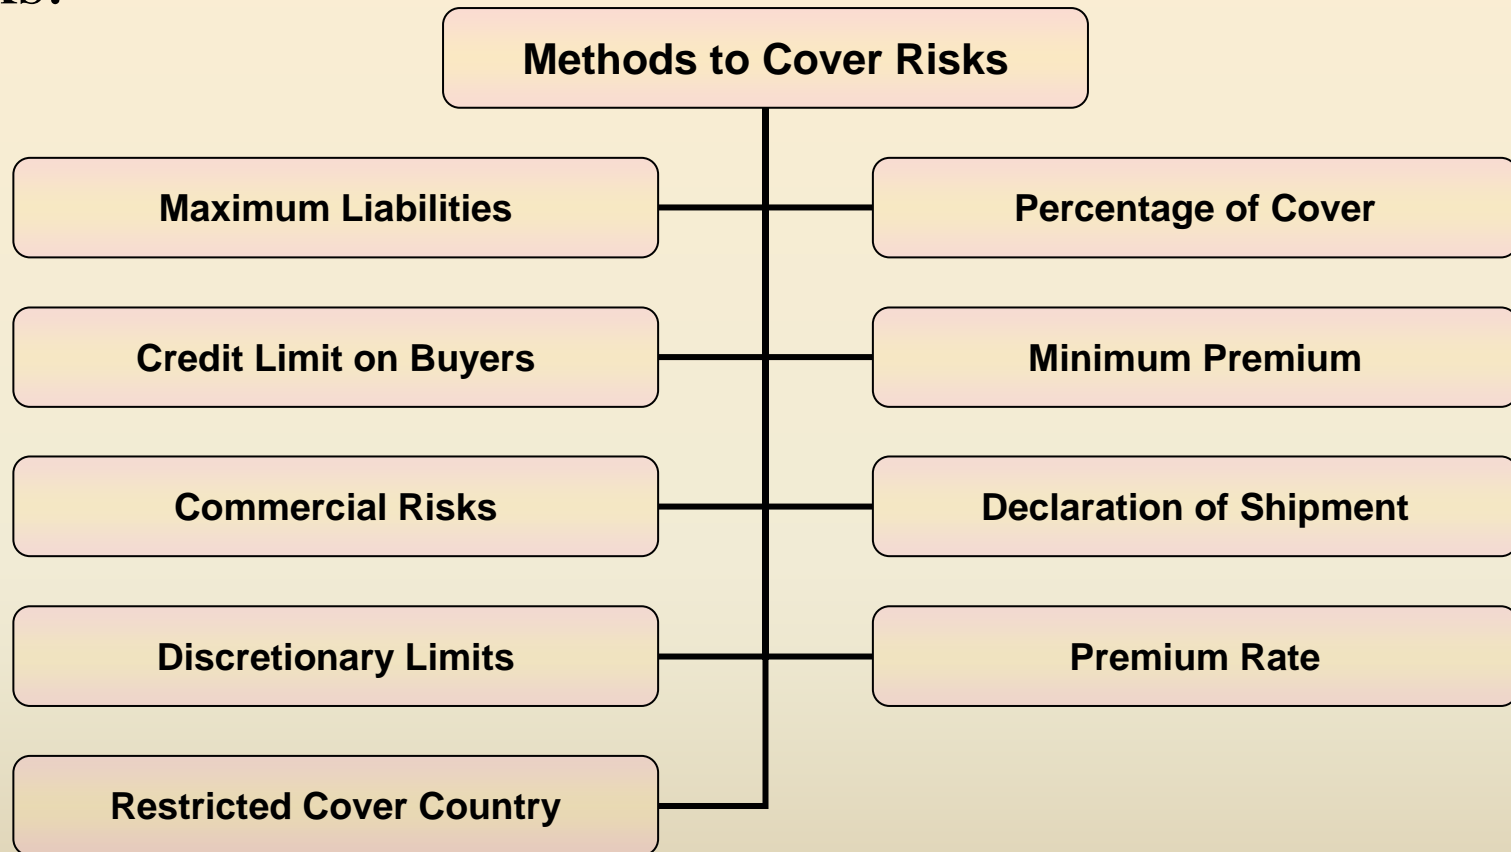 Methods to Cover Risks
Maximum Liabilities
Percentage of Cover
Credit Limit on Buyers
Minimum Premium
Commercial Risks
Declaration of Shipment
Discretionary Limits
Premium Rate
Restricted Cover Country